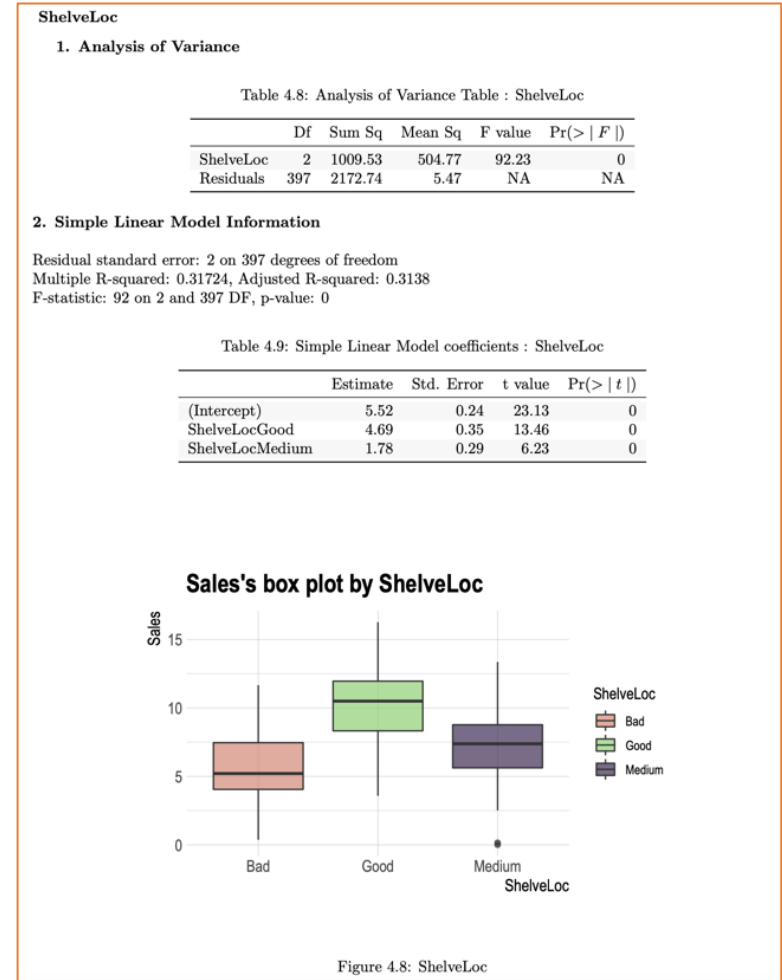 ShelveLoc
1. Analysis of Variance
Table 4.8: Analysis of Variance Table : ShelveLoc
Df Sum Sq Mean Sq F value Pr(> | F |)
ShelveLoc 2 1009.53 504.77 92.23 0
Residuals 397 2172.74 5.47 NA NA
2. Simple Linear Model Information
Residual standard error: 2 on 397 degrees of freedom
Multiple R-squared: 0.31724, Adjusted R-squared: 0.3138
F-statistic: 92 on 2 and 397 DF, p-value: 0
Table 4.9: Simple Linear Model coefficients : ShelveLoc
Estimate Std. Error t value Pr(> | t |)
(Intercept) 5.52 0.24 23.13 0
ShelveLocGood 4.69 0.35 13.46 0
ShelveLocMedium 1.78 0.29 6.23 0
Sales's box plot by ShelveLoc
Sales
15
10
5
0
Bad Good Medium
ShelveLoc
ShelveLoc
Bad
Good
Medium
Figure 4.8: ShelveLoc